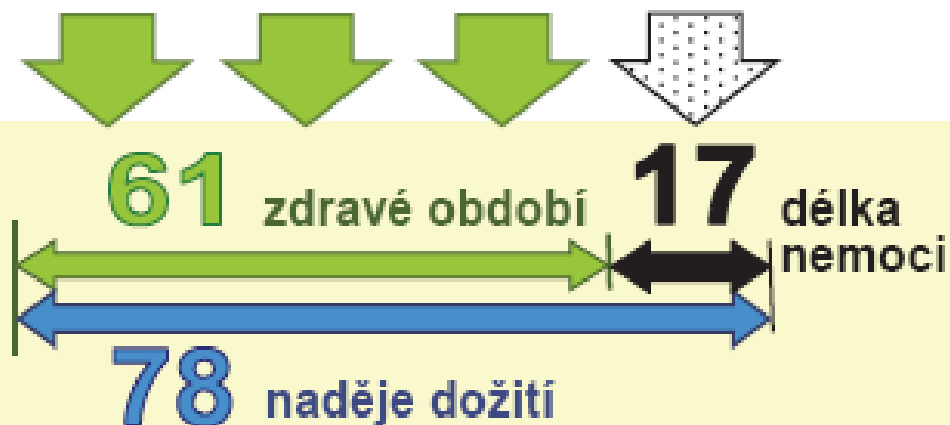 61 zdravé období
17 délka
nemoci
78 naděje dožití